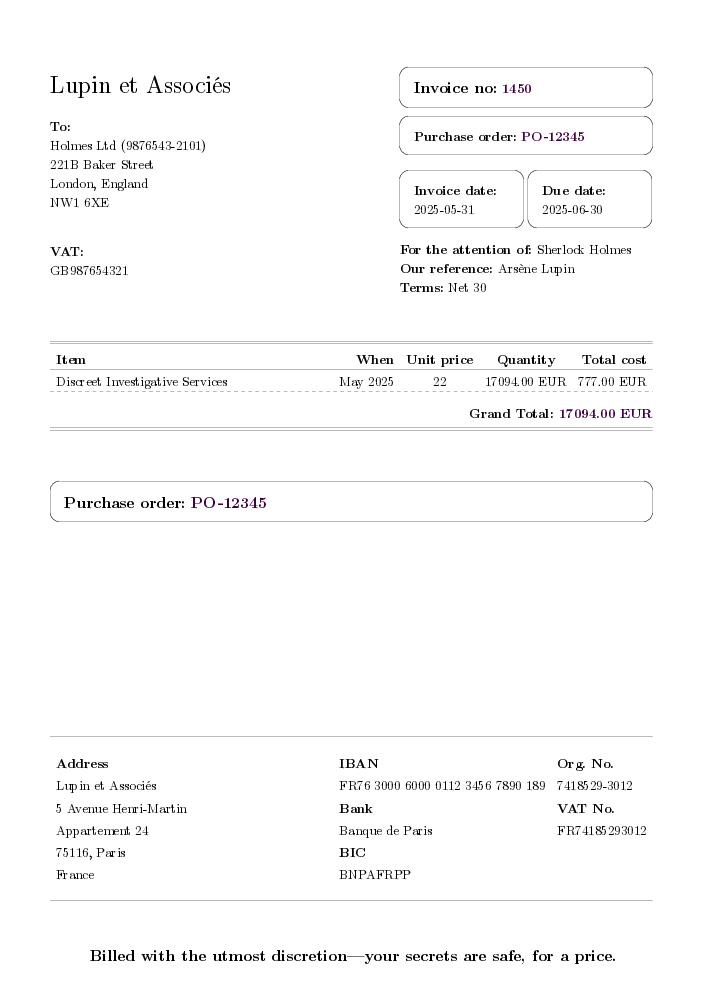 Lupin et Associés
To:
Holmes Ltd (9876543-2101)
221B Baker Street
London, England
NW1 6XE
VAT:
GB987654321
Invoice no: 1450
Purchase order: PO-12345
Invoice date:
2025-05-31
Due date:
2025-06-30
For the attention of: Sherlock Holmes
Our reference: Arsène Lupin
Terms: Net 30
Item When Unit price Quantity Total cost
Discreet Investigative Services May 2025 22 17094.00 EUR 777.00 EUR
Grand Total: 17094.00 EUR
Purchase order: PO-12345
Address
Lupin et Associés
5 Avenue Henri-Martin
Appartement 24
75116, Paris
France
IBAN
FR76 3000 6000 0112 3456 7890 189
Bank
Banque de Paris
BIC
BNPAFRPP
Org. No.
7418529-3012
VAT No.
FR74185293012
Billed with the utmost discretion—your secrets are safe, for a price.